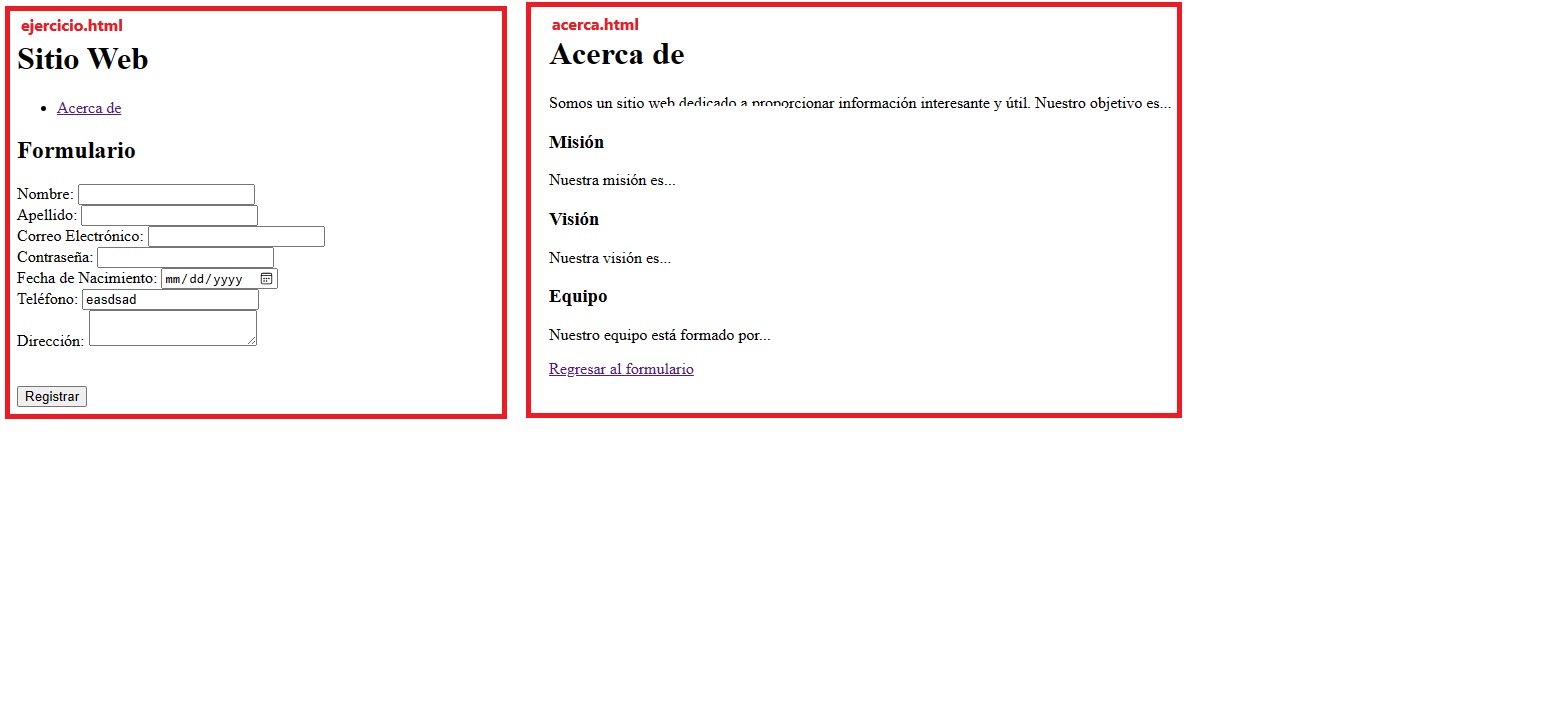 ejercicio.html
Sitio Web
Acerca de
Formulario
Nombre:
Apellido:
Correo Electrónico:
Contraseña:
Fecha de Nacimiento: mm/dd/yyyy
Teléfono: easdsad
Dirección:
Registrar
acerca.html
Acerca de
Somos un sitio web dedicado a proporcionar información interesante y útil. Nuestro objetivo es...
Misión
Nuestra misión es...
Visión
Nuestra visión es...
Equipo
Nuestro equipo está formado por...
Regresar al formulario